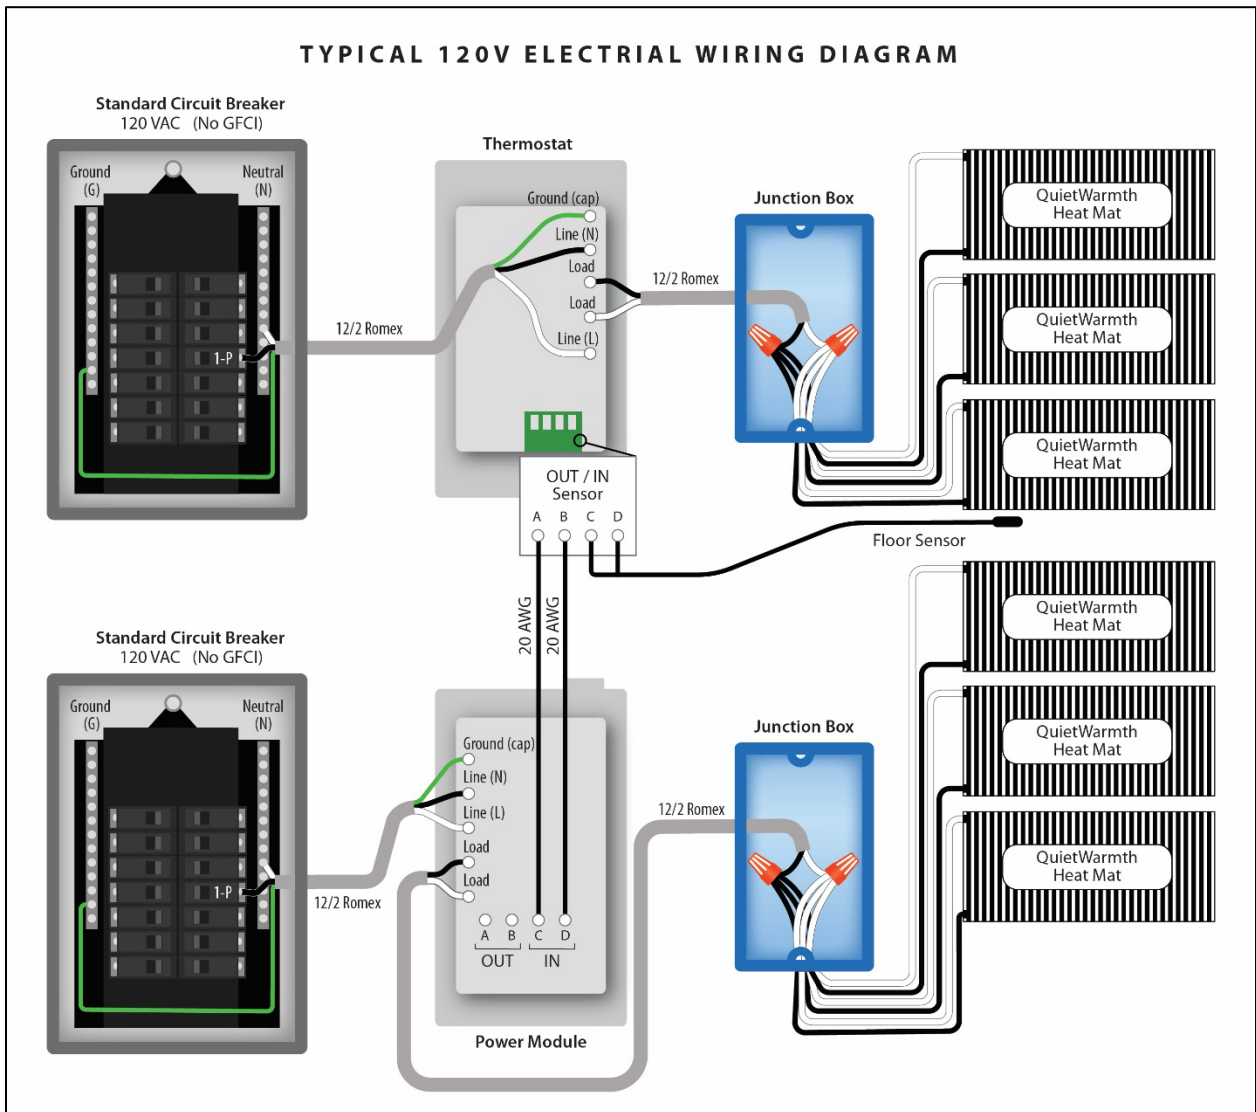 TYPICAL 120V ELECTRIAL WIRING DIAGRAM
Standard Circuit Breaker
120 VAC (No GFCI)
Ground
(G)
Neutral
(N)
1-P
12/2 Romex
Thermostat
Ground (cap)
Line (N)
Load
Load
Line (L)
12/2 Romex
Junction Box
QuietWarmth
Heat Mat
QuietWarmth
Heat Mat
QuietWarmth
Heat Mat
OUT / IN
Sensor
A B C D
Floor Sensor
20 AWG
20 AWG
Standard Circuit Breaker
120 VAC (No GFCI)
Ground
(G)
Neutral
(N)
1-P
12/2 Romex
Ground (cap)
Line (N)
Line (L)
Load
Load
A B C D
OUT IN
Power Module
12/2 Romex
Junction Box
QuietWarmth
Heat Mat
QuietWarmth
Heat Mat
QuietWarmth
Heat Mat